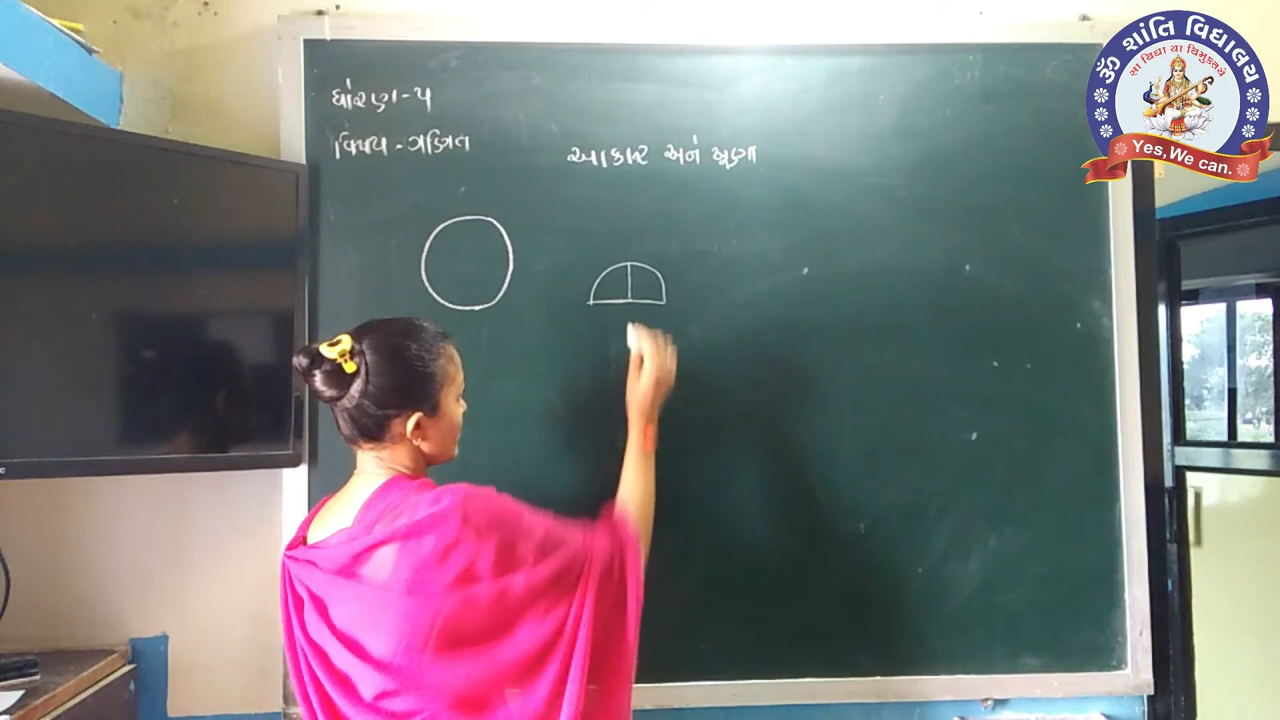 ધોરણ-૫
વિષય - ગણિત
આકાર અને ખૂણા
ૐ શાંતિ વિદ્યાલય
સા વિદ્યા યા વિમુક્તયે
Yes, We can.